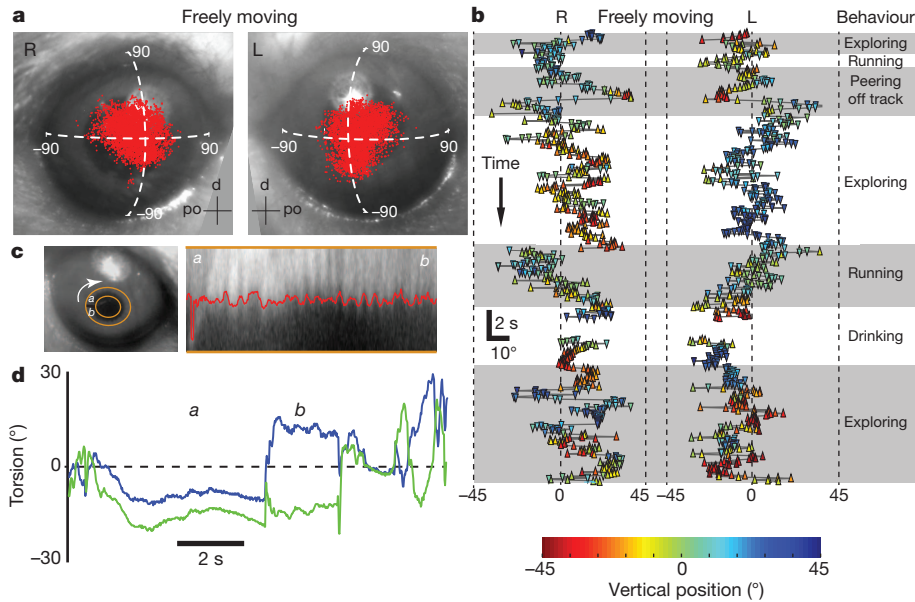 a
Freely moving
R
90
−90
90
−90
d
po
L
90
−90
90
−90
d
po
b
R Freely moving L Behaviour
Exploring
Running
Peering
off track
Time
Exploring
Running
2 s
10°
Drinking
Exploring
−45 0 45 −45 0 45
−45 0 45
Vertical position (°)
c
a
b
a b
d
30
0
−30
Torsion (°)
a b
2 s